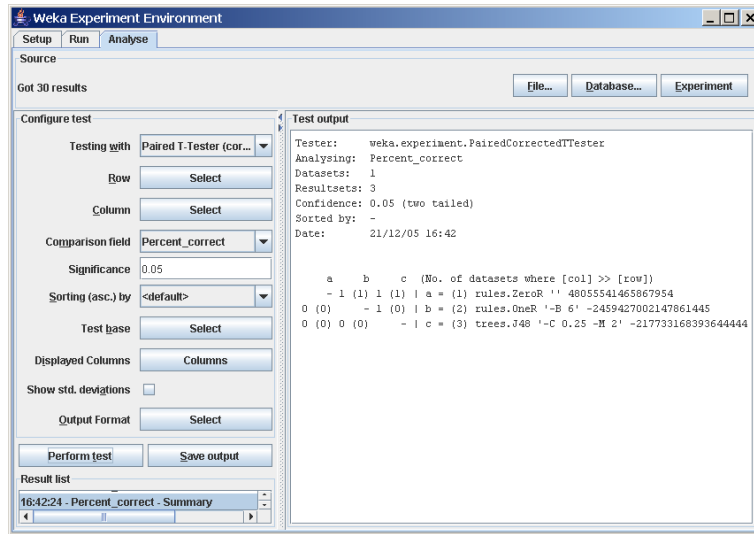 Weka Experiment Environment
Setup Run Analyse
Source
Got 30 results
File... Database... Experiment
Configure test
Testing with Paired T-Tester (cor...
Row Select
Column Select
Comparison field Percent_correct
Significance 0.05
Sorting (asc.) by <default>
Test base Select
Displayed Columns Columns
Show std. deviations
Output Format Select
Perform test Save output
Result list
16:42:24 - Percent_correct - Summary
Test output
Tester: weka.experiment.PairedCorrectedTTester
Analysing: Percent_correct
Datasets: 1
Resultsets: 3
Confidence: 0.05 (two tailed)
Sorted by: -
Date: 21/12/05 16:42
a b c (No. of datasets where [col] >> [row])
- 1 (1) 1 (1) | a = (1) rules.ZeroR '' 48055541465867954
0 (0) - 1 (0) | b = (2) rules.OneR '-B 6' -2459427002147861445
0 (0) 0 (0) - | c = (3) trees.J48 '-C 0.25 -M 2' -217733168393644444